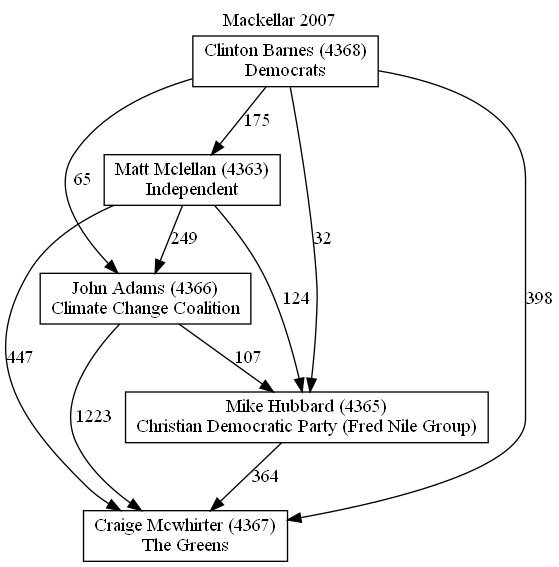 Mackellar 2007
Clinton Barnes (4368)
Democrats
175
Matt Mclellan (4363)
Independent
65
249
32
John Adams (4366)
Climate Change Coalition
124
398
447
107
Mike Hubbard (4365)
Christian Democratic Party (Fred Nile Group)
1223
364
Craige Mcwhirter (4367)
The Greens